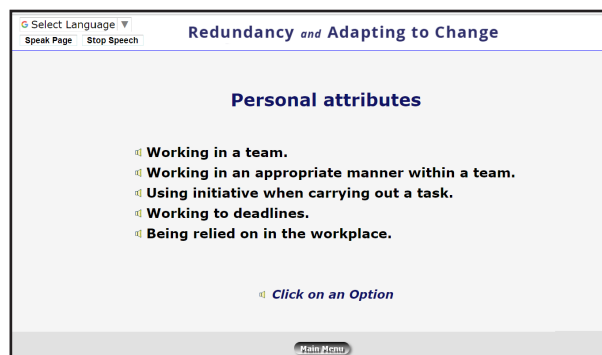 G Select Language ▼
Speak Page Stop Speech
Redundancy and Adapting to Change
Personal attributes
Working in a team.
Working in an appropriate manner within a team.
Using initiative when carrying out a task.
Working to deadlines.
Being relied on in the workplace.
Click on an Option
Main Menu